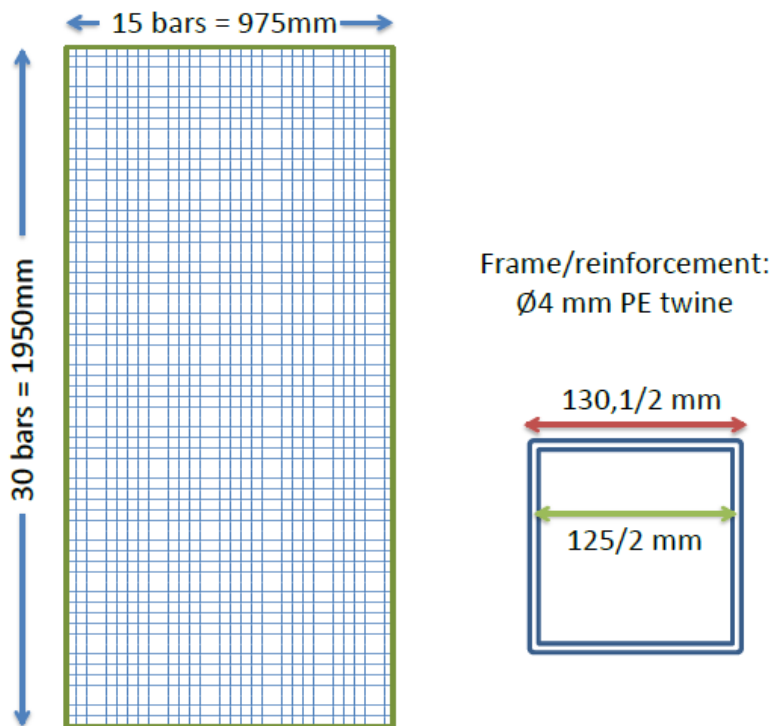 15 bars = 975mm
30 bars = 1950mm
Frame/reinforcement:
Ø4 mm PE twine
130,1/2 mm
125/2 mm